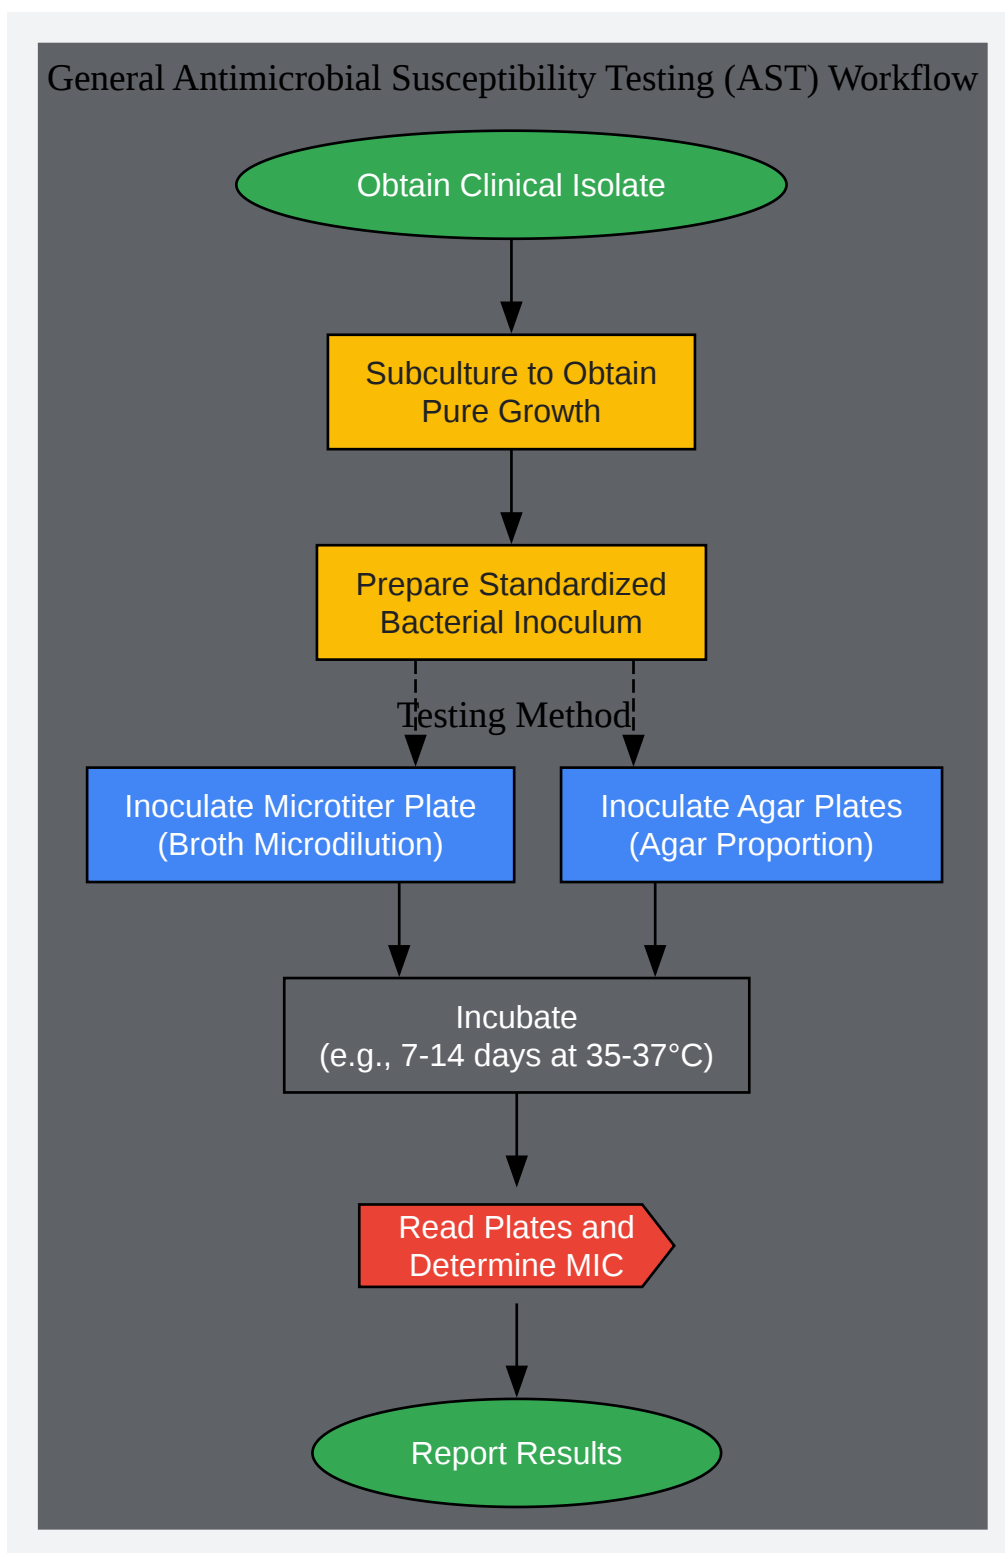 General Antimicrobial Susceptibility Testing (AST) Workflow
Obtain Clinical Isolate
Subculture to Obtain
Pure Growth
Prepare Standardized
Bacterial Inoculum
Testing Method
Inoculate Microtiter Plate
(Broth Microdilution)
Inoculate Agar Plates
(Agar Proportion)
Incubate
(e.g., 7-14 days at 35-37°C)
Read Plates and
Determine MIC
Report Results